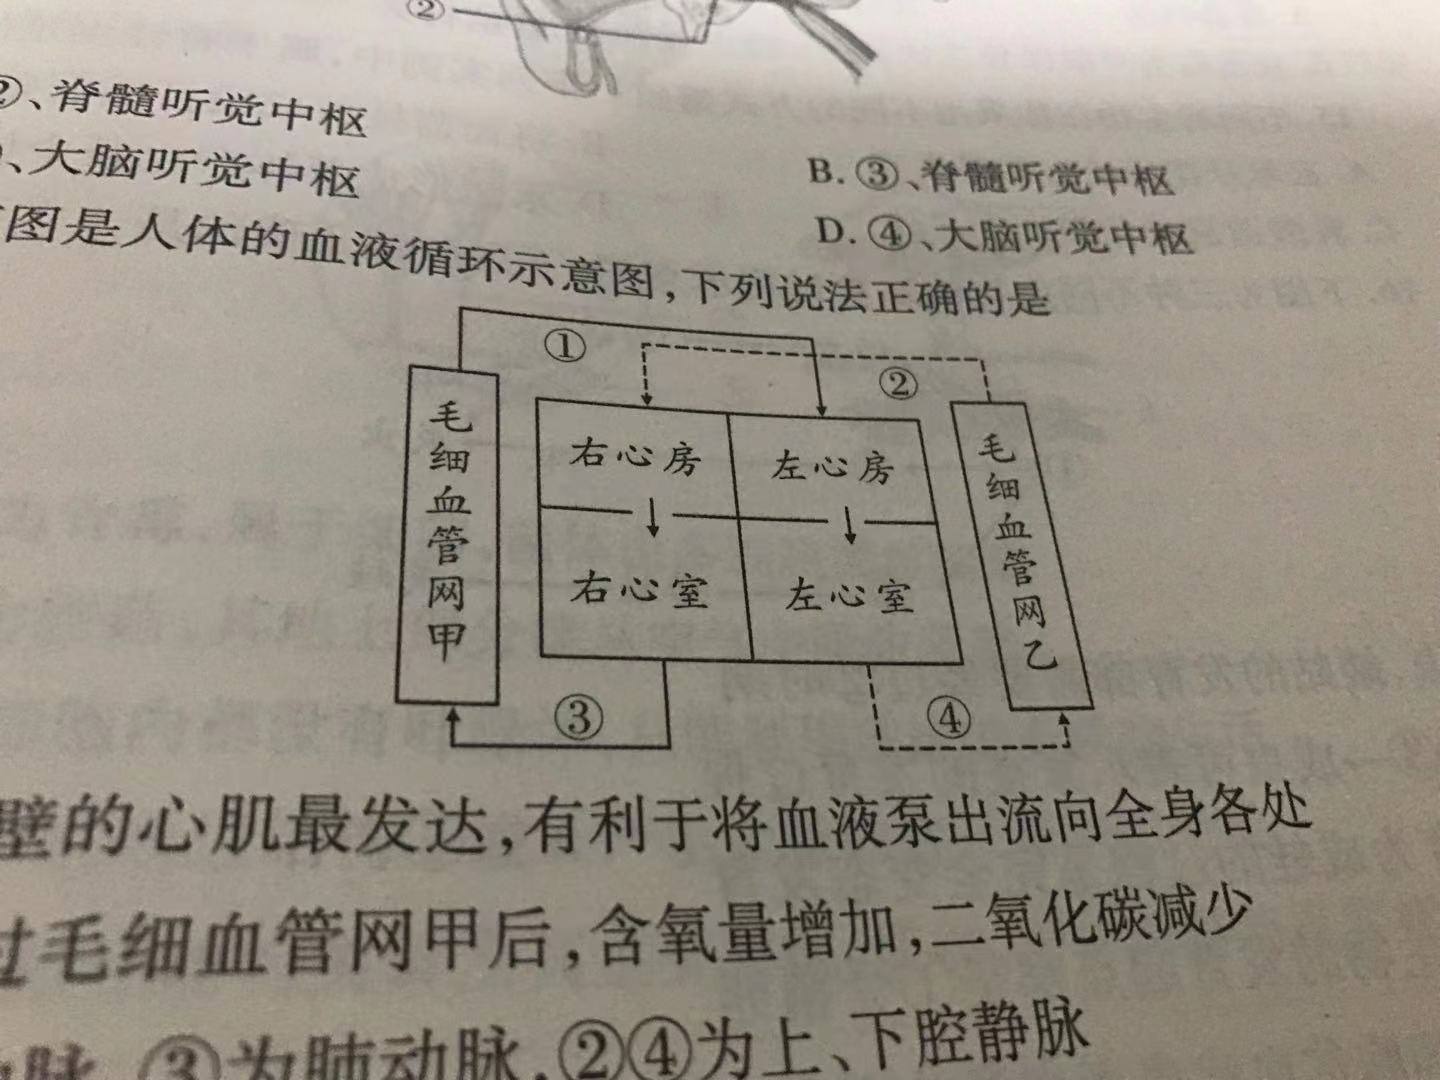 ②
②、脊髓听觉中枢
、大脑听觉中枢
B. ③、脊髓听觉中枢
D. ④、大脑听觉中枢
图是人体的血液循环示意图,下列说法正确的是
①
②
毛细血管网甲
右心房
左心房
毛细血管网乙
右心室
左心室
③
④
壁的心肌最发达,有利于将血液泵出流向全身各处
过毛细血管网甲后,含氧量增加,二氧化碳减少
脉,③为肺动脉,②④为上、下腔静脉